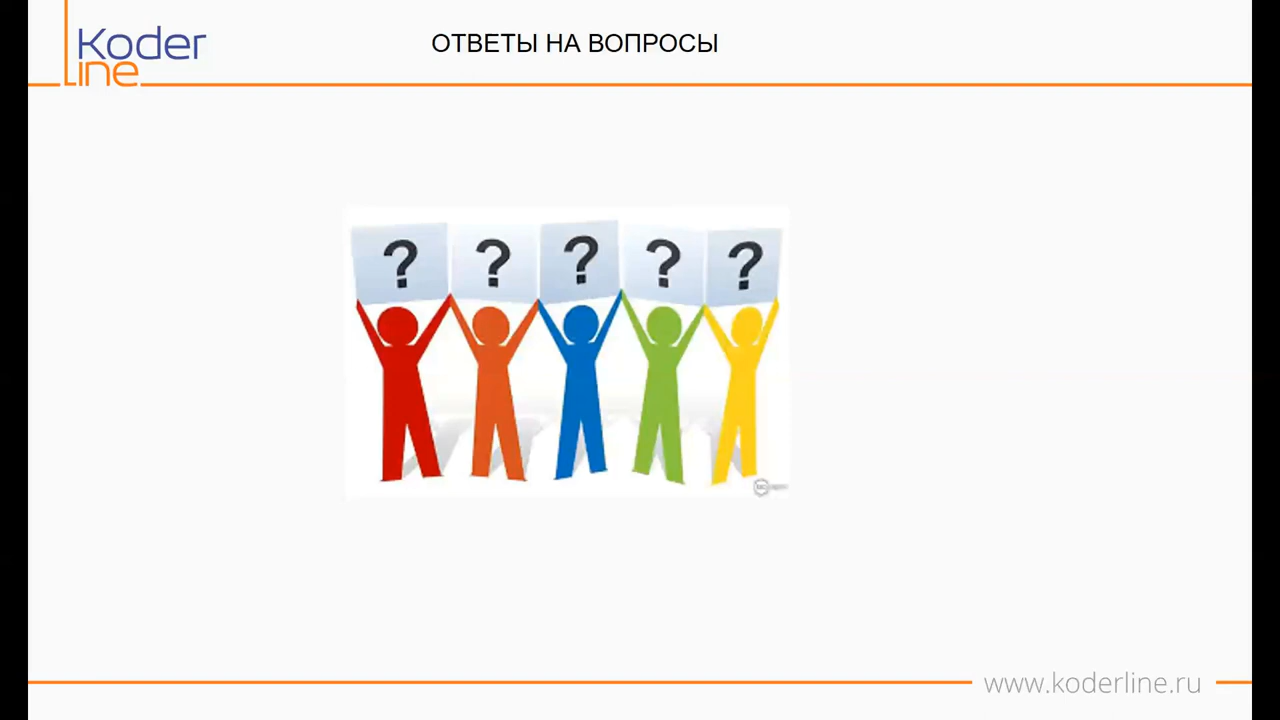 Koder
Line
ОТВЕТЫ НА ВОПРОСЫ
? ? ? ? ?
www.koderline.ru